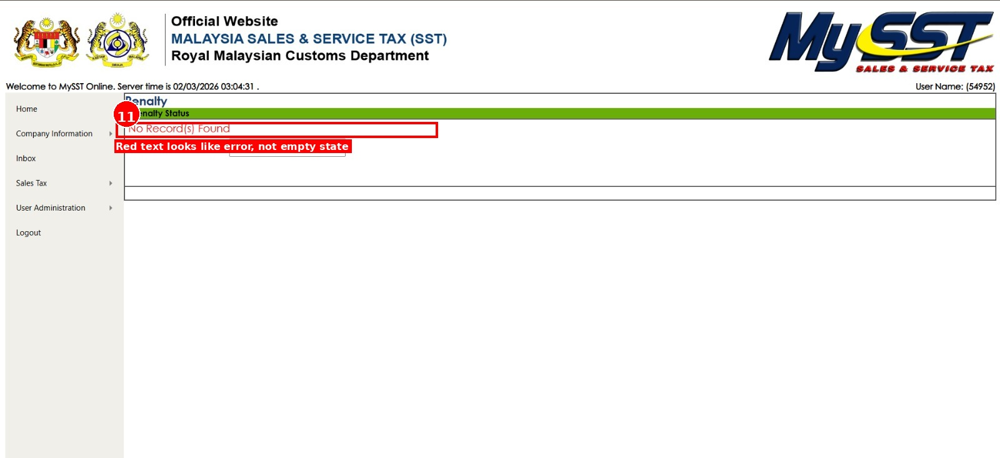 Official Website
MALAYSIA SALES & SERVICE TAX (SST)
Royal Malaysian Customs Department
MySST
SALES & SERVICE TAX
Welcome to MySST Online. Server time is 02/03/2026 03:04:31 .
User Name: (54952)
Home
Company Information
Inbox
Sales Tax
User Administration
Logout
Penalty
11
Penalty Status
No Record(s) Found
Red text looks like error, not empty state